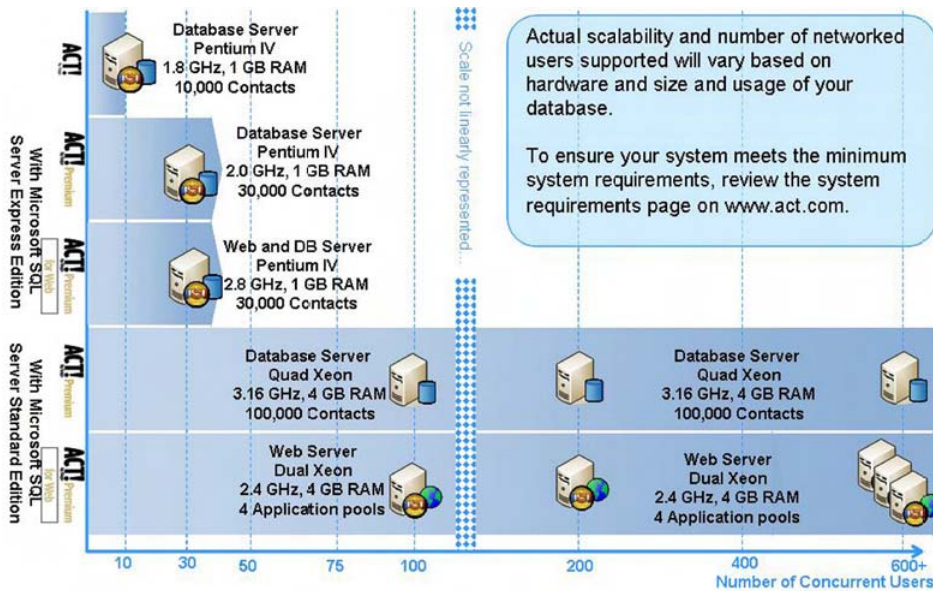 ACT!
Database Server
Pentium IV
1.8 GHz, 1 GB RAM
10,000 Contacts
Scale not linearly represented...
Actual scalability and number of networked
users supported will vary based on
hardware and size and usage of your
database.
To ensure your system meets the minimum
system requirements, review the system
requirements page on www.act.com.
With Microsoft SQL
Server Express Edition
ACT! Premium
Database Server
Pentium IV
2.0 GHz, 1 GB RAM
30,000 Contacts
ACT! Premium
for Web
Web and DB Server
Pentium IV
2.8 GHz, 1 GB RAM
30,000 Contacts
With Microsoft SQL
Server Standard Edition
ACT! Premium
Database Server
Quad Xeon
3.16 GHz, 4 GB RAM
100,000 Contacts
Database Server
Quad Xeon
3.16 GHz, 4 GB RAM
100,000 Contacts
ACT! Premium
for Web
Web Server
Dual Xeon
2.4 GHz, 4 GB RAM
4 Application pools
Web Server
Dual Xeon
2.4 GHz, 4 GB RAM
4 Application pools
10 30 50 75 100 200 400 600+
Number of Concurrent Users